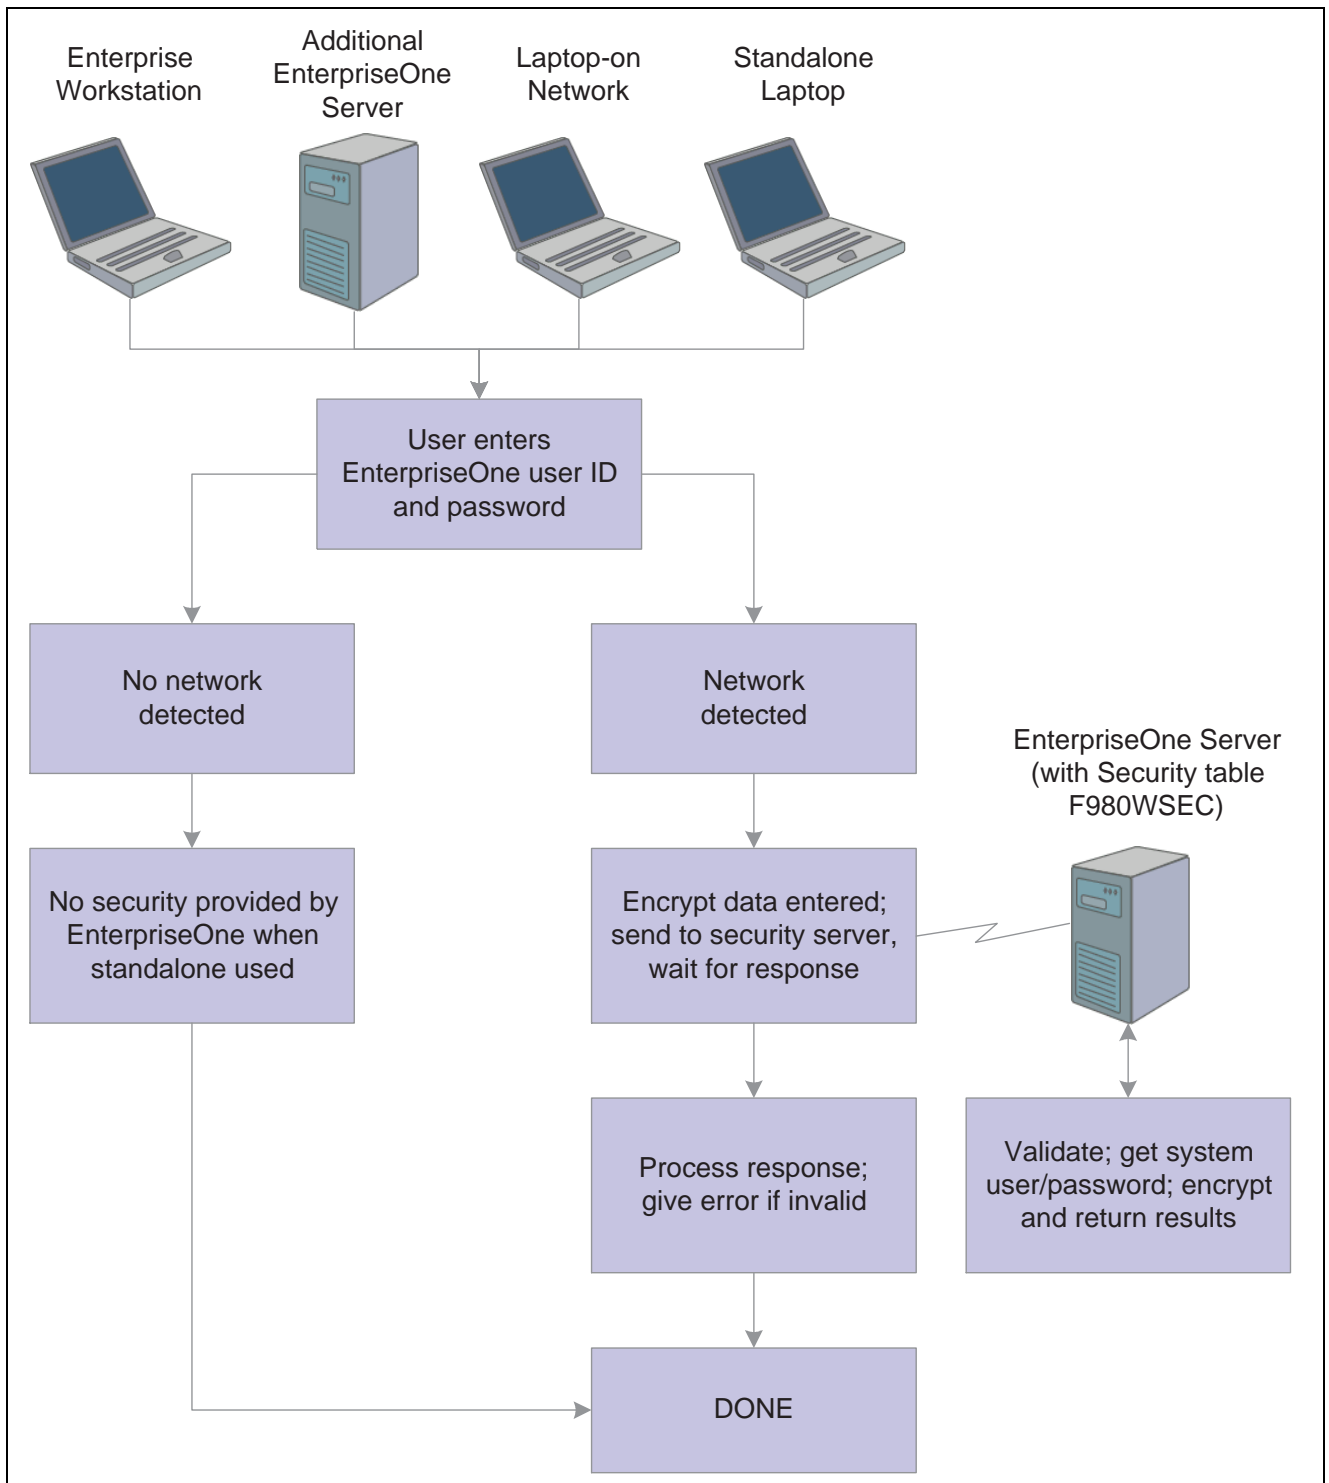 Enterprise
Workstation
Additional
EnterpriseOne
Server
Laptop-on
Network
Standalone
Laptop
User enters
EnterpriseOne user ID
and password
No network
detected
Network
detected
EnterpriseOne Server
(with Security table
F980WSEC)
No security provided by
EnterpriseOne when
standalone used
Encrypt data entered;
send to security server,
wait for response
Process response;
give error if invalid
Validate; get system
user/password; encrypt
and return results
DONE